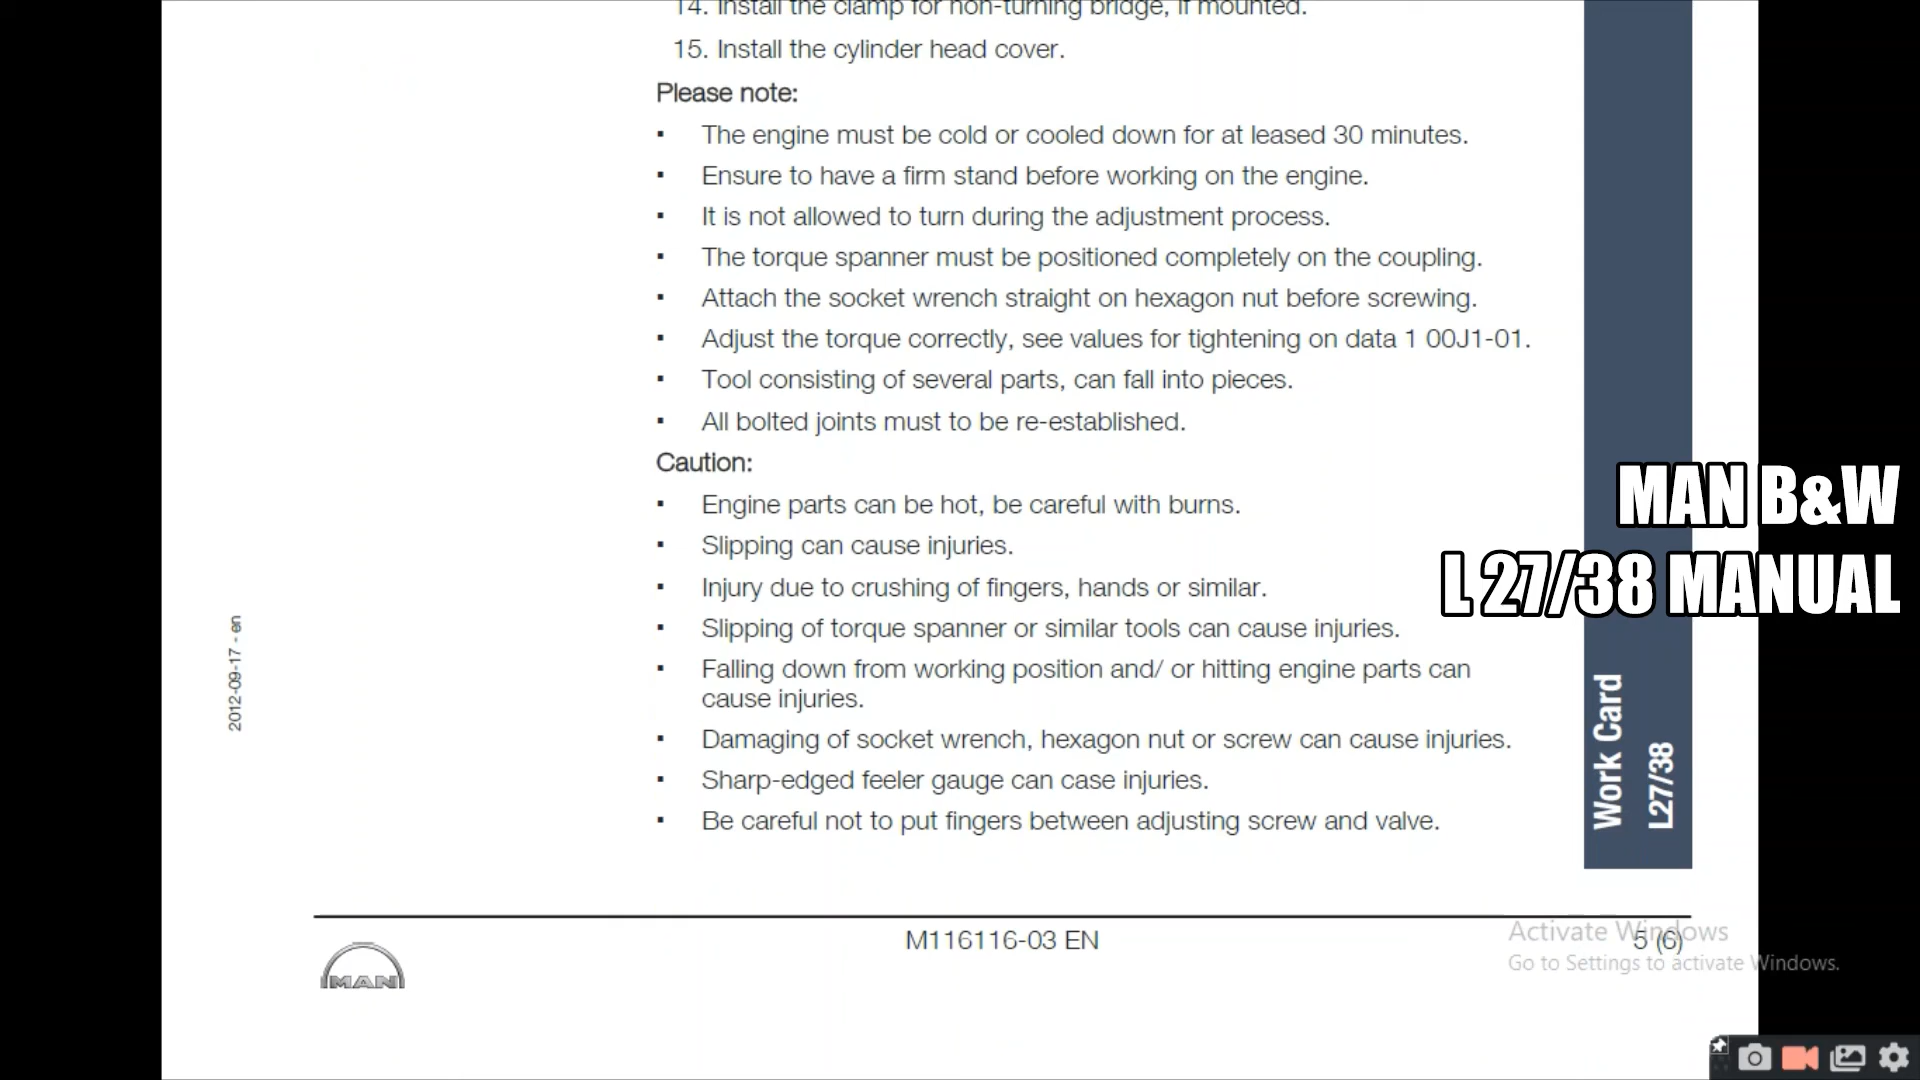 14. Install the clamp for non-turning bridge, if mounted.
15. Install the cylinder head cover.
Please note:
▪ The engine must be cold or cooled down for at leased 30 minutes.
▪ Ensure to have a firm stand before working on the engine.
▪ It is not allowed to turn during the adjustment process.
▪ The torque spanner must be positioned completely on the coupling.
▪ Attach the socket wrench straight on hexagon nut before screwing.
▪ Adjust the torque correctly, see values for tightening on data 1 00J1-01.
▪ Tool consisting of several parts, can fall into pieces.
▪ All bolted joints must to be re-established.
Caution:
▪ Engine parts can be hot, be careful with burns.
▪ Slipping can cause injuries.
▪ Injury due to crushing of fingers, hands or similar.
▪ Slipping of torque spanner or similar tools can cause injuries.
▪ Falling down from working position and/ or hitting engine parts can
cause injuries.
▪ Damaging of socket wrench, hexagon nut or screw can cause injuries.
▪ Sharp-edged feeler gauge can case injuries.
▪ Be careful not to put fingers between adjusting screw and valve.
MAN B&W
L 27/38 MANUAL
Work Card
L27/38
2012-09-17 - en
MAN
M116116-03 EN
5 (6)
Activate Windows
Go to Settings to activate Windows.